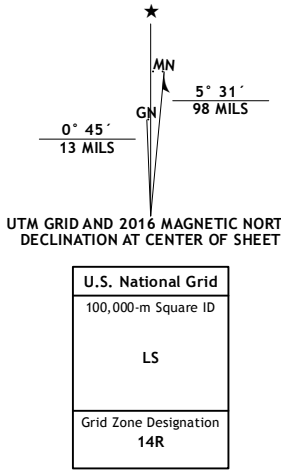 MN
5° 31´
98 MILS
GN
0° 45´
13 MILS
UTM GRID AND 2016 MAGNETIC NORT
DECLINATION AT CENTER OF SHEET
U.S. National Grid
100,000-m Square ID
LS
Grid Zone Designation
14R